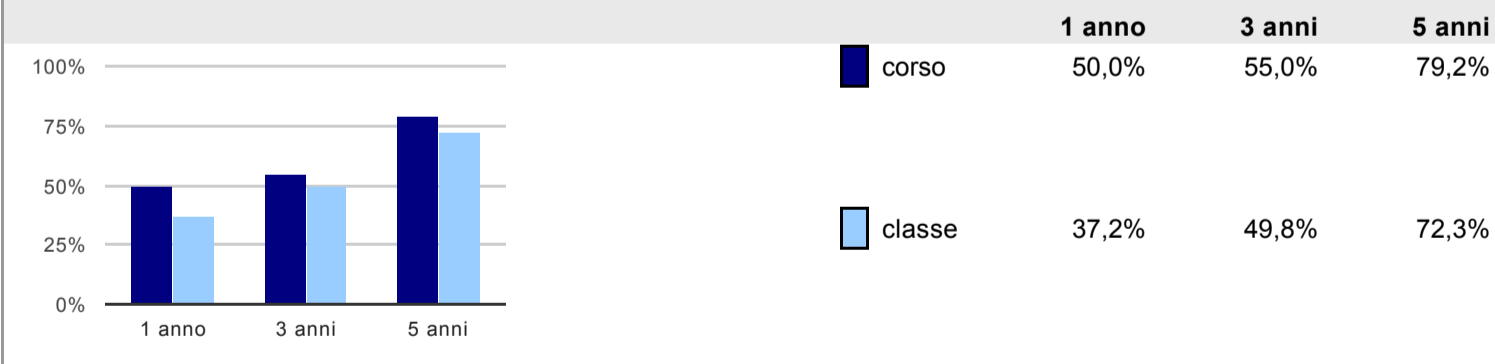 1 anno 3 anni 5 anni
100%
75%
50%
25%
0%
1 anno 3 anni 5 anni
corso 50,0% 55,0% 79,2%
classe 37,2% 49,8% 72,3%